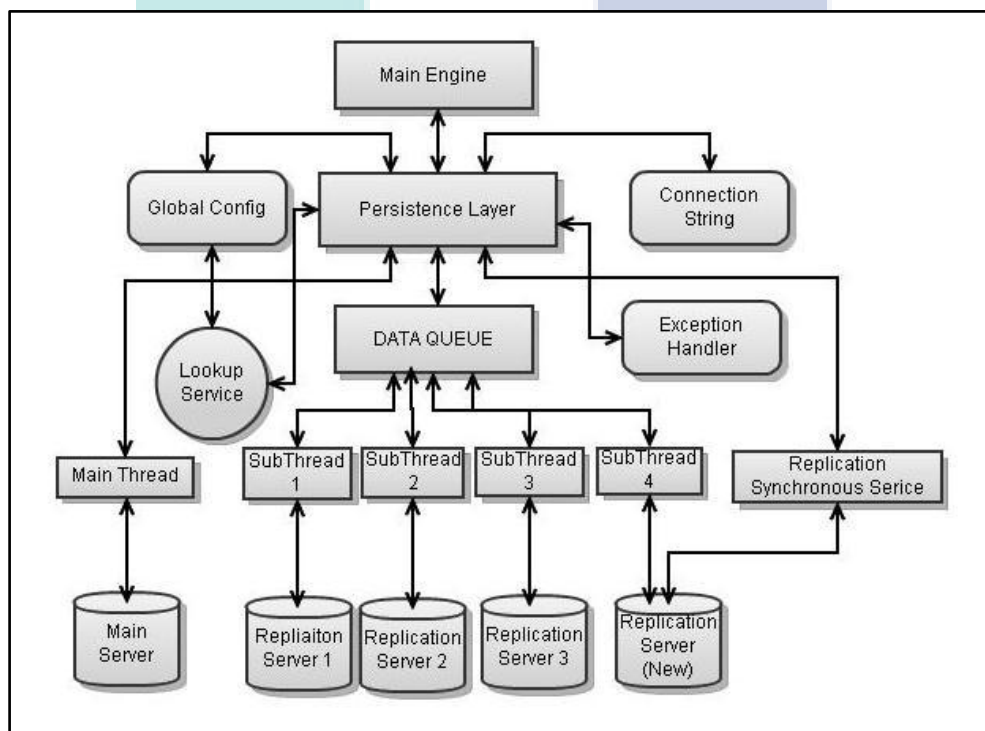 Main Engine
Global Config
Persistence Layer
Connection
String
DATA QUEUE
Exception
Handler
Lookup
Service
Main Thread
SubThread
1
SubThread
2
SubThread
3
SubThread
4
Replication
Synchronous Serice
Main
Server
Repliaiton
Server 1
Replication
Server 2
Replication
Server 3
Replication
Server
(New)